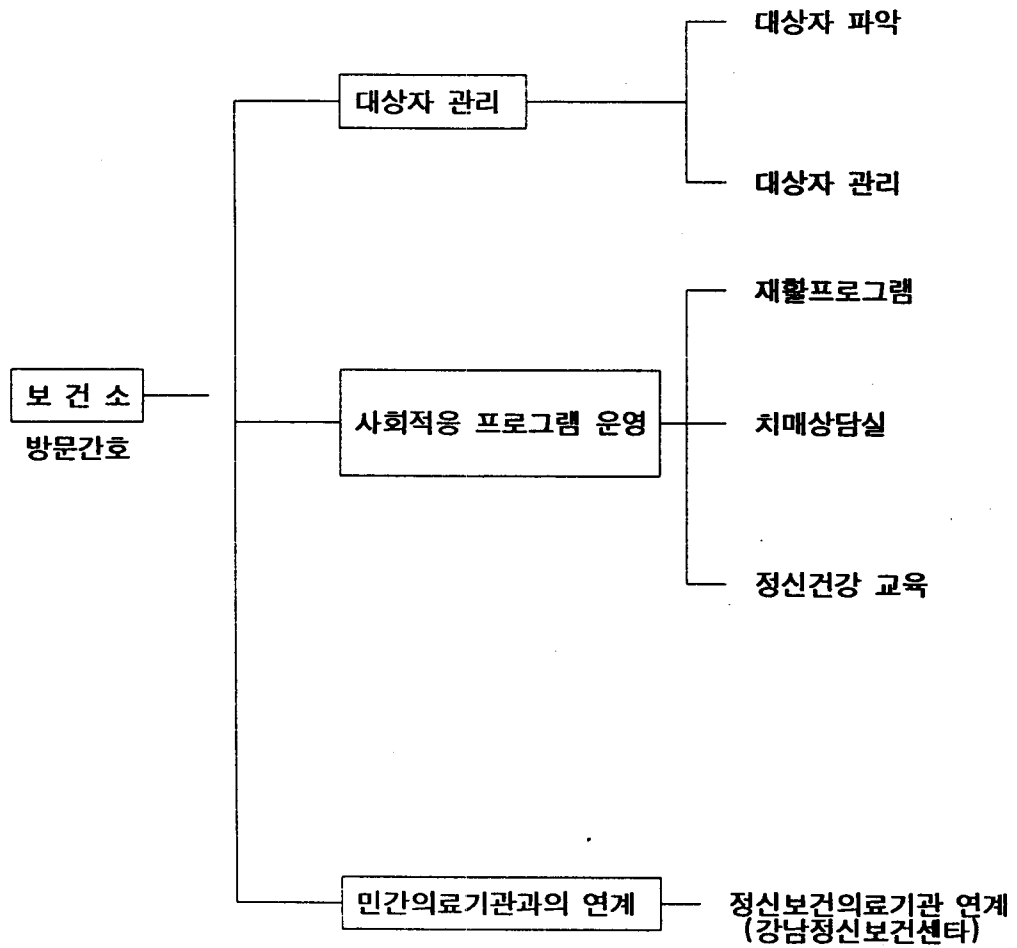 대상자 파악
대상자 관리
대상자 관리
재활프로그램
보 건 소
방문간호
사회적응 프로그램 운영
치매상담실
정신건강 교육
민간의료기관과의 연계
정신보건의료기관 연계
(강남정신보건센타)